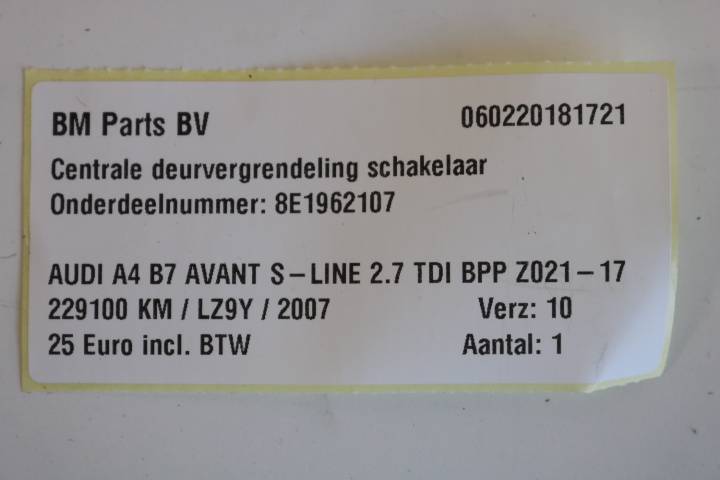 BM Parts BV 060220181721
Centrale deurvergrendeling schakelaar
Onderdeelnummer: 8E1962107
AUDI A4 B7 AVANT S-LINE 2.7 TDI BPP Z021-17
229100 KM / LZ9Y / 2007 Verz: 10
25 Euro incl. BTW Aantal: 1